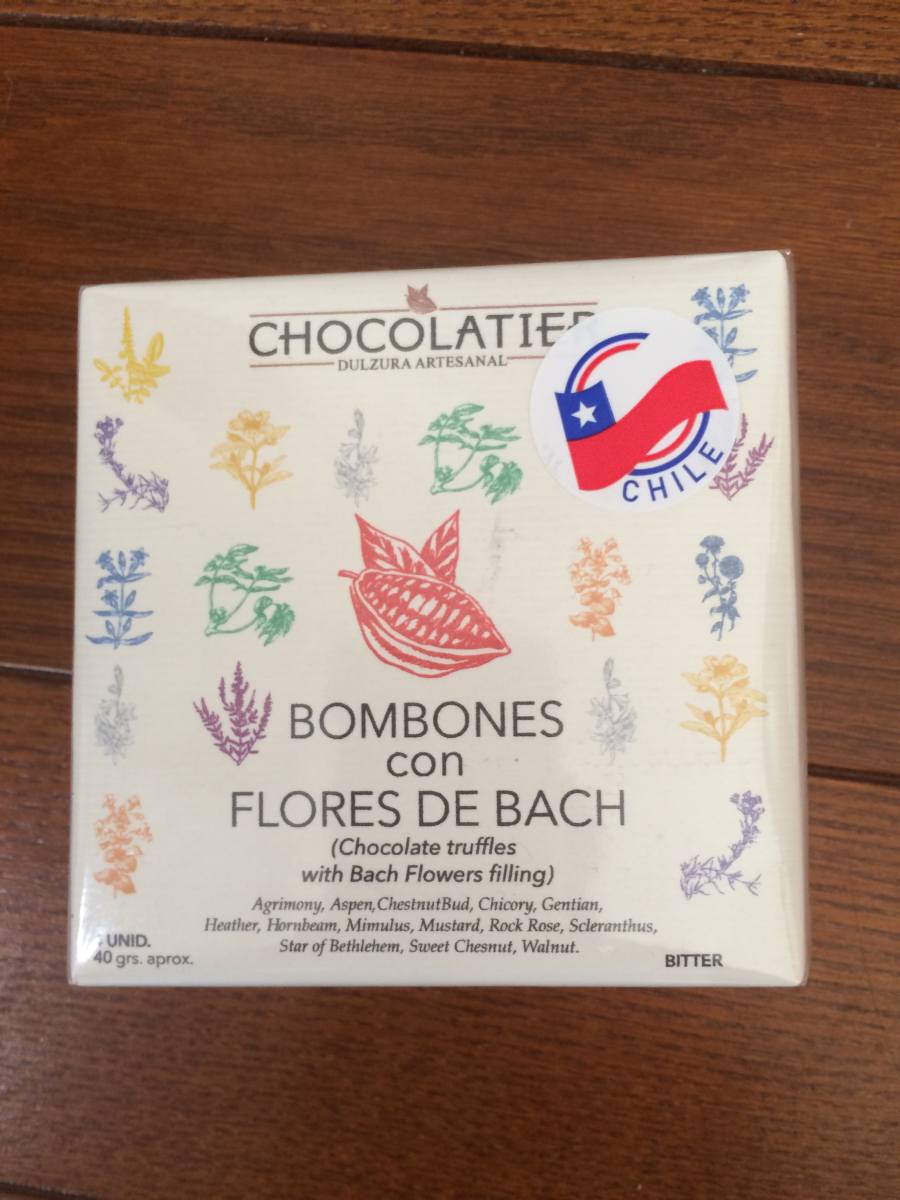 CHOCOLATIER
DULZURA ARTESANAL
CHILE
BOMBONES
con
FLORES DE BACH
(Chocolate truffles
with Bach Flowers filling)
Agrimony, Aspen,ChestnutBud, Chicory, Gentian,
Heather, Hornbeam, Mimulus, Mustard, Rock Rose, Scleranthus,
Star of Bethlehem, Sweet Chesnut, Walnut.
UNID.
40 grs. aprox.
BITTER